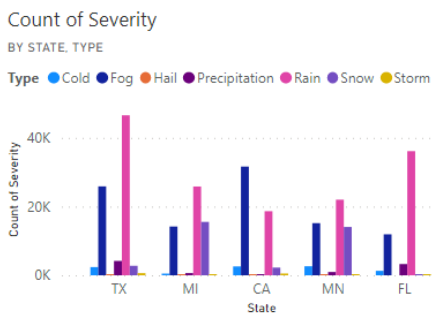 Count of Severity
BY STATE, TYPE
Type Cold Fog Hail Precipitation Rain Snow Storm
40K
20K
0K
Count of Severity
TX MI CA MN FL
State